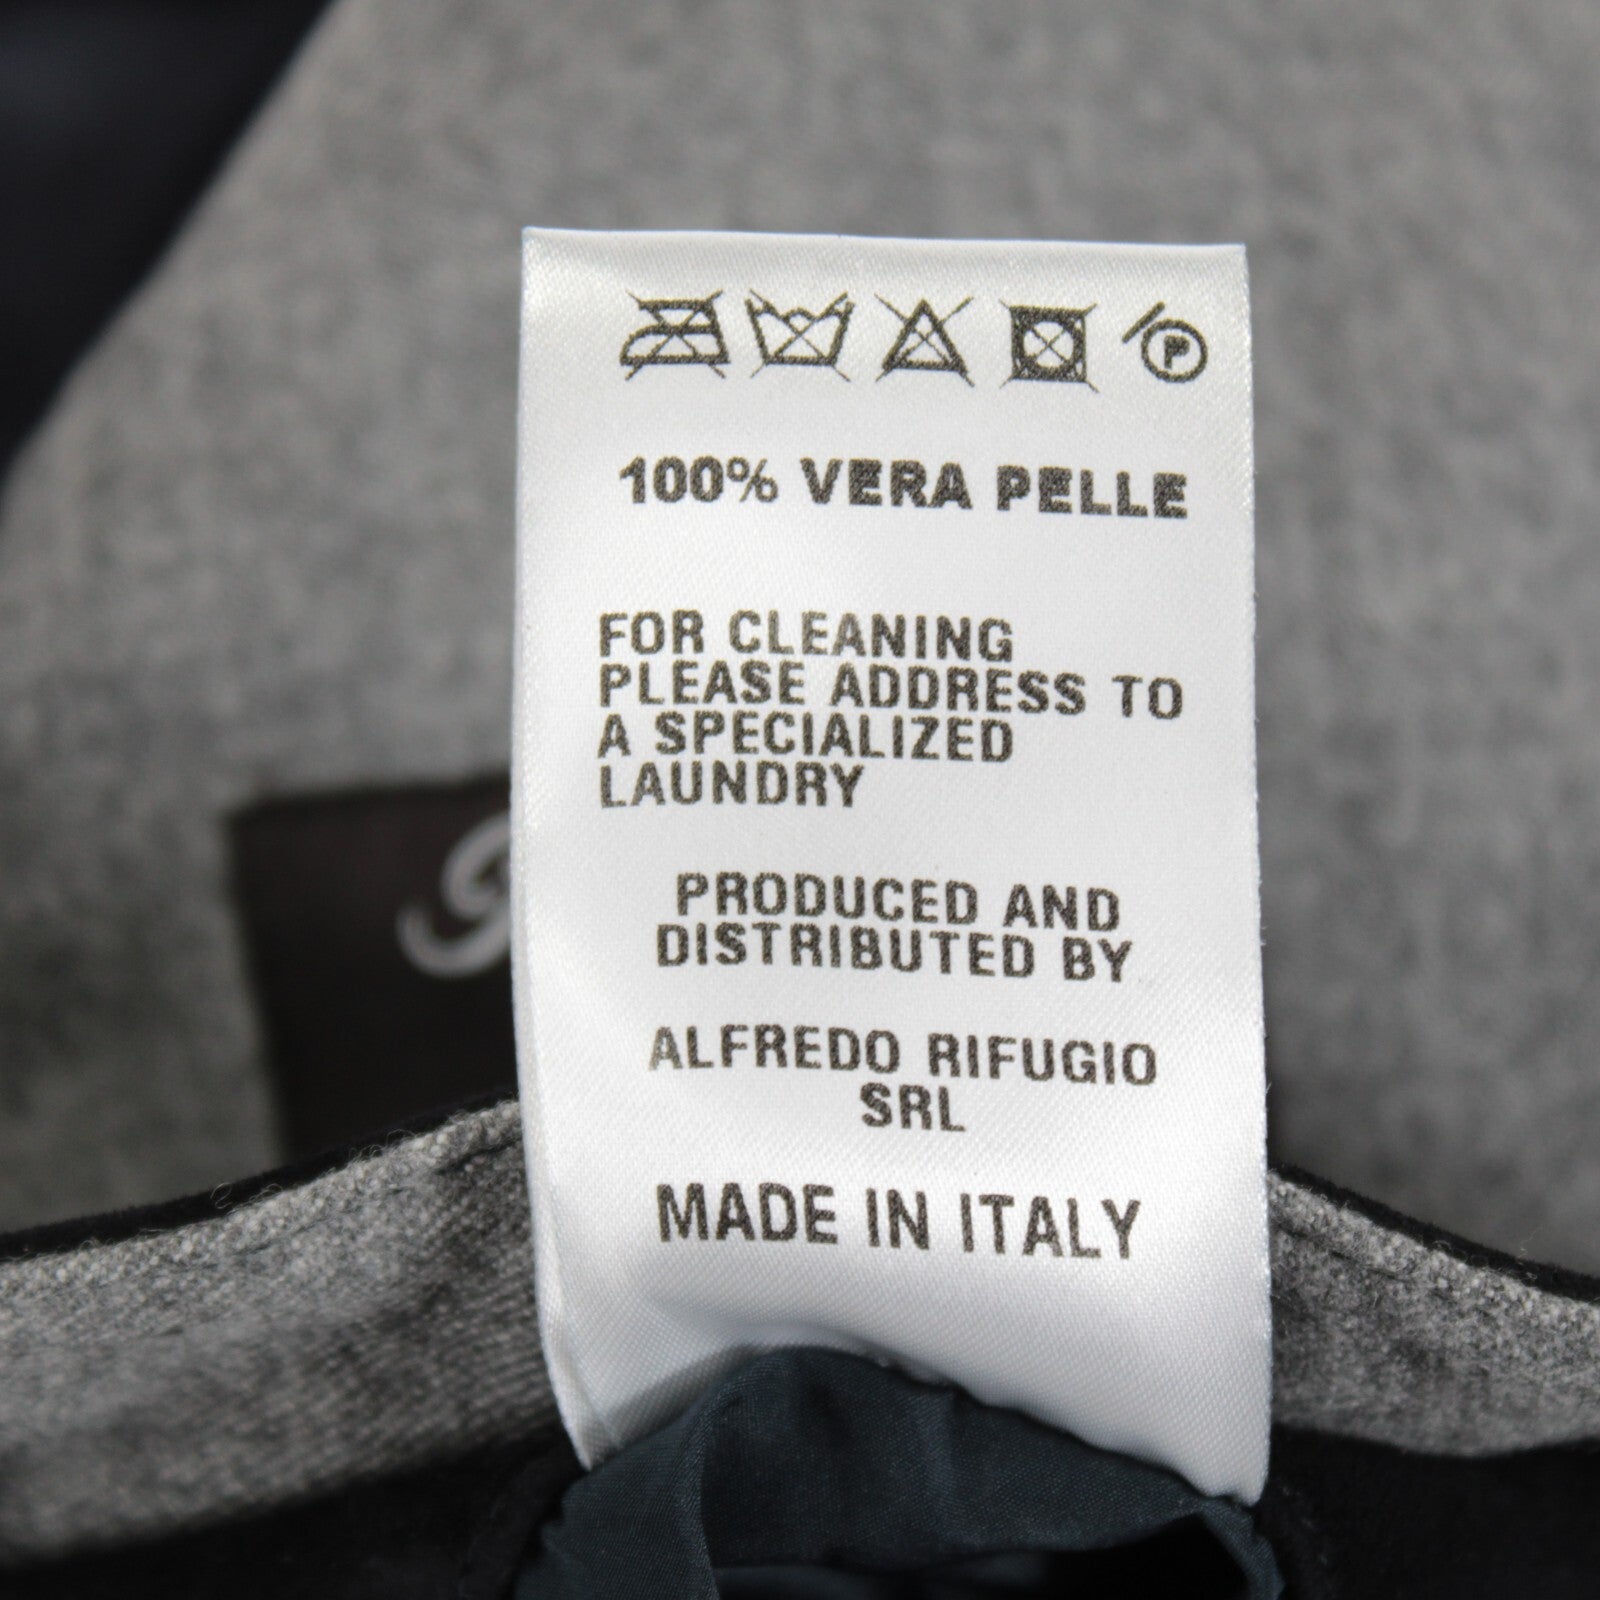 P
100% VERA PELLE
FOR CLEANING
PLEASE ADDRESS TO
A SPECIALIZED
LAUNDRY
PRODUCED AND
DISTRIBUTED BY
ALFREDO RIFUGIO
SRL
MADE IN ITALY